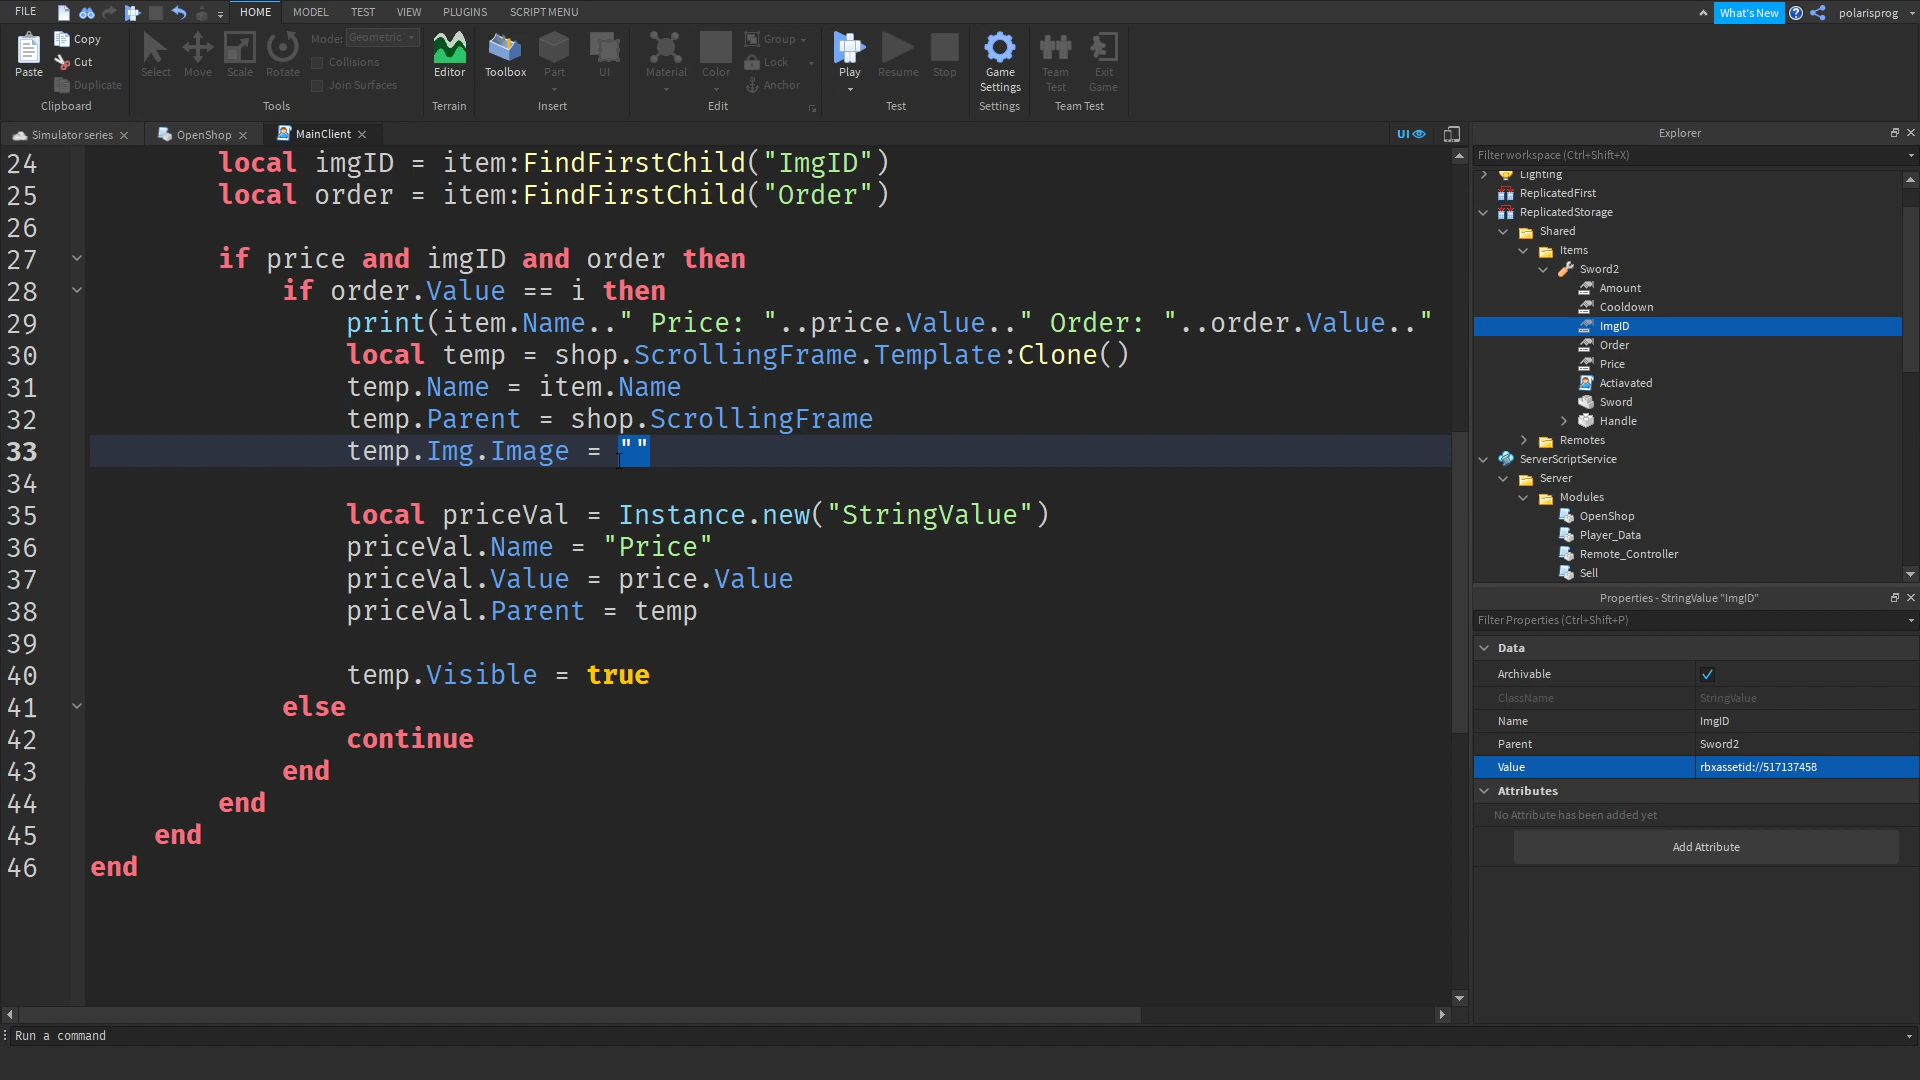 FILE
HOME
MODEL
TEST
VIEW
PLUGINS
SCRIPT MENU
What's New
polarisprog
Paste
Copy
Cut
Duplicate
Clipboard
Select
Move
Scale
Rotate
Mode: Geometric
Collisions
Join Surfaces
Tools
Editor
Terrain
Toolbox
Part
UI
Insert
Material
Color
Group
Lock
Anchor
Edit
Play
Resume
Stop
Test
Game
Settings
Settings
Team
Test
Exit
Game
Team Test
Simulator series
OpenShop
MainClient
UI
24 local imgID = item:FindFirstChild("ImgID")
25 local order = item:FindFirstChild("Order")
26
27 if price and imgID and order then
28 if order.Value == i then
29 print(item.Name.." Price: "..price.Value.." Order: "..order.Value.."
30 local temp = shop.ScrollingFrame.Template:Clone()
31 temp.Name = item.Name
32 temp.Parent = shop.ScrollingFrame
33 temp.Img.Image = ""
34
35 local priceVal = Instance.new("StringValue")
36 priceVal.Name = "Price"
37 priceVal.Value = price.Value
38 priceVal.Parent = temp
39
40 temp.Visible = true
41 else
42 continue
43 end
44 end
45 end
46 end
Run a command
Explorer
Filter workspace (Ctrl+Shift+X)
Lighting
ReplicatedFirst
ReplicatedStorage
Shared
Items
Sword2
Amount
Cooldown
ImgID
Order
Price
Actiavated
Sword
Handle
Remotes
ServerScriptService
Server
Modules
OpenShop
Player_Data
Remote_Controller
Sell
Properties - StringValue "ImgID"
Filter Properties (Ctrl+Shift+P)
Data
Archivable
ClassName StringValue
Name ImgID
Parent Sword2
Value rbxassetid://517137458
Attributes
No Attribute has been added yet
Add Attribute